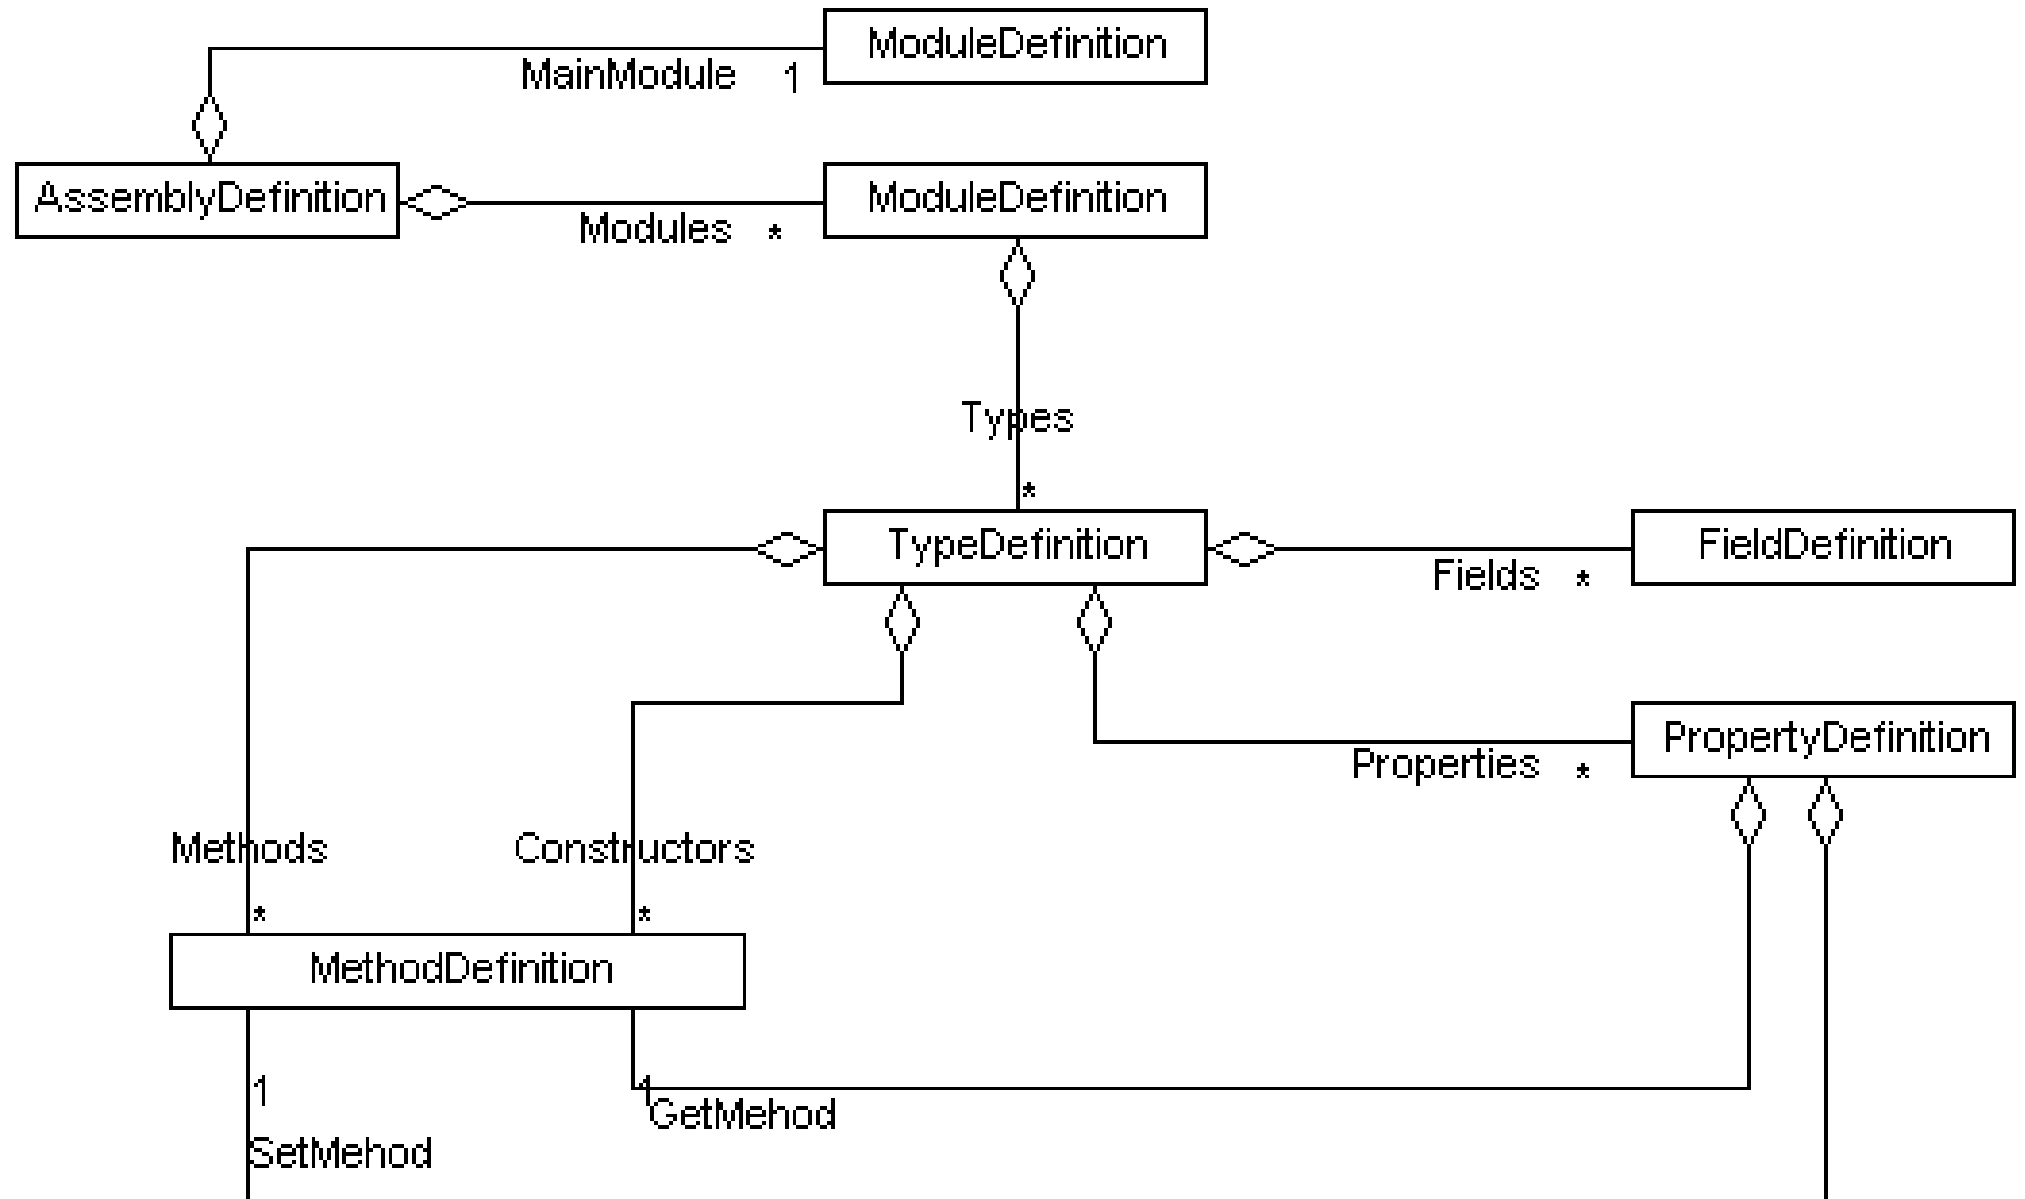 ModuleDefinition
MainModule 1
AssemblyDefinition
ModuleDefinition
Modules *
Types
*
TypeDefinition
FieldDefinition
Fields *
PropertyDefinition
Properties *
Methods
Constructors
*
*
MethodDefinition
1
1
GetMehod
SetMehod